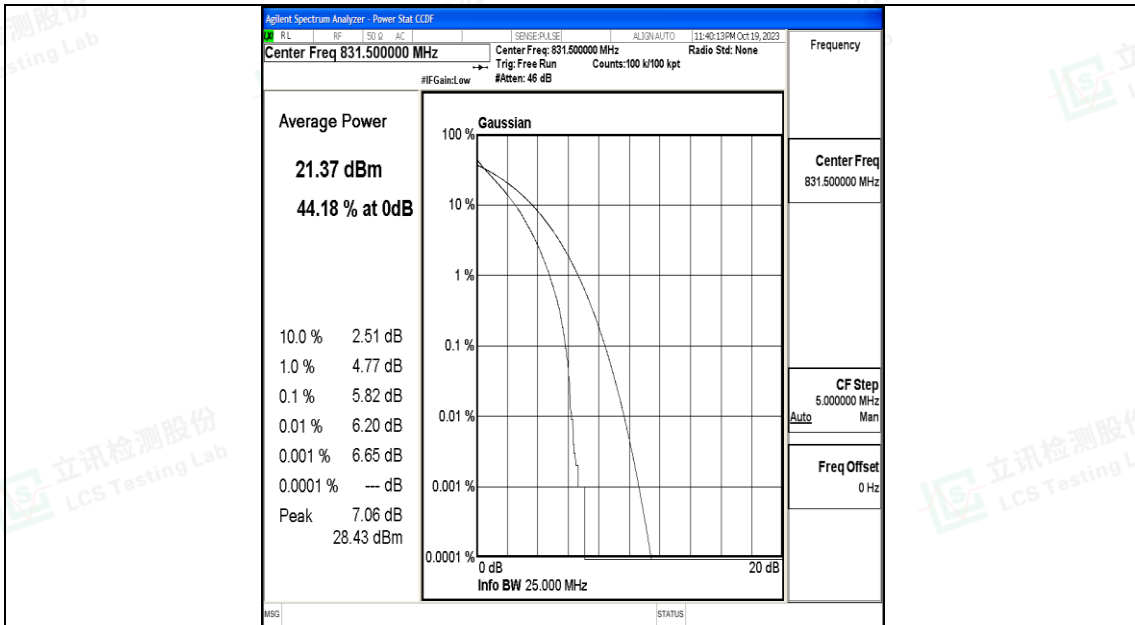 Agilent Spectrum Analyzer - Power Stat CCDF
RL RF 50 Ω AC SENSE:PULSE ALIGN AUTO 11:40:13 PM Oct 19, 2023
Center Freq 831.500000 MHz
Center Freq: 831.500000 MHz Radio Std: None
Trig: Free Run Counts:100 k/100 kpt
#IFGain:Low #Atten: 46 dB
Frequency
Average Power
21.37 dBm
44.18 % at 0dB
10.0 % 2.51 dB
1.0 % 4.77 dB
0.1 % 5.82 dB
0.01 % 6.20 dB
0.001 % 6.65 dB
0.0001 % --- dB
Peak 7.06 dB
28.43 dBm
Gaussian
100 %
10 %
1 %
0.1 %
0.01 %
0.001 %
0.0001 %
0 dB 20 dB
Info BW 25.000 MHz
Center Freq
831.500000 MHz
CF Step
5.000000 MHz
Auto Man
Freq Offset
0 Hz
MSG STATUS
立讯检测股份
LCS Testing Lab